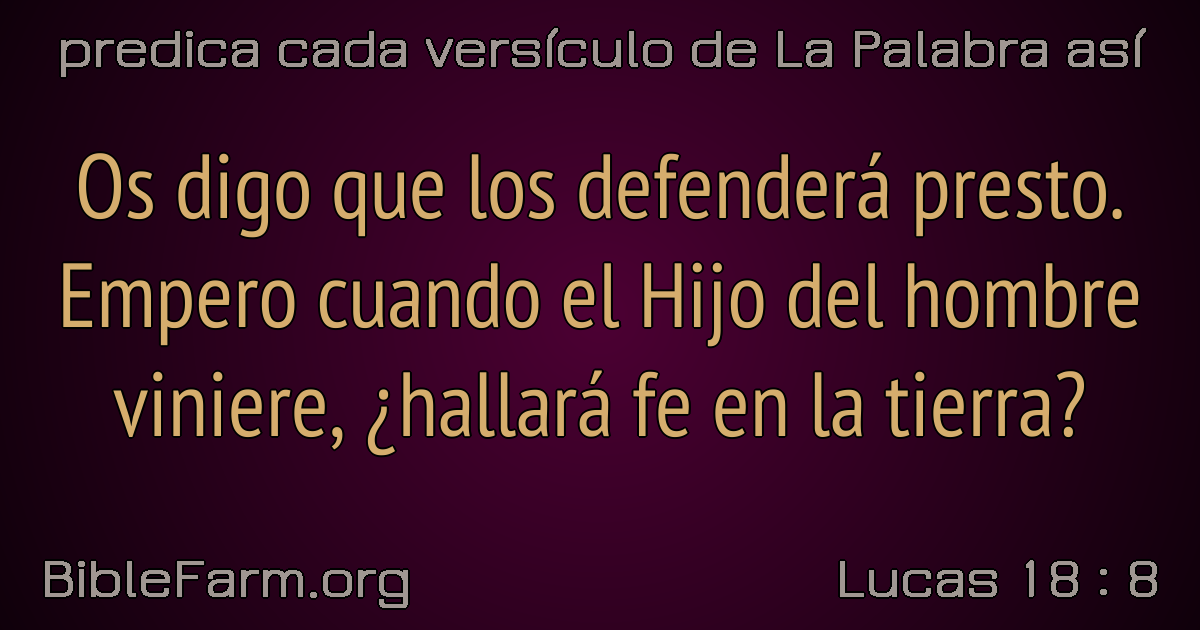 predica cada versículo de La Palabra así
Os digo que los defenderá presto.
Empero cuando el Hijo del hombre
viniere, ¿hallará fe en la tierra?
BibleFarm.org
Lucas 18 : 8